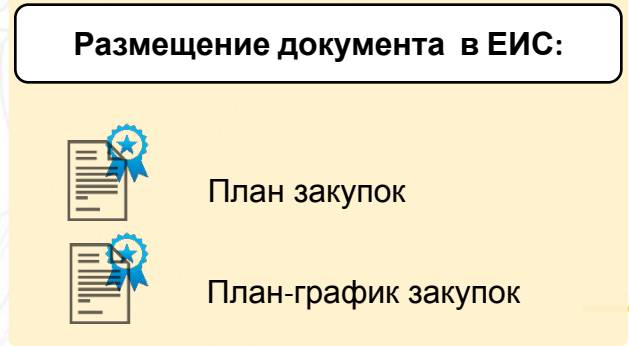 Размещение документа в ЕИС:
План закупок
План-график закупок